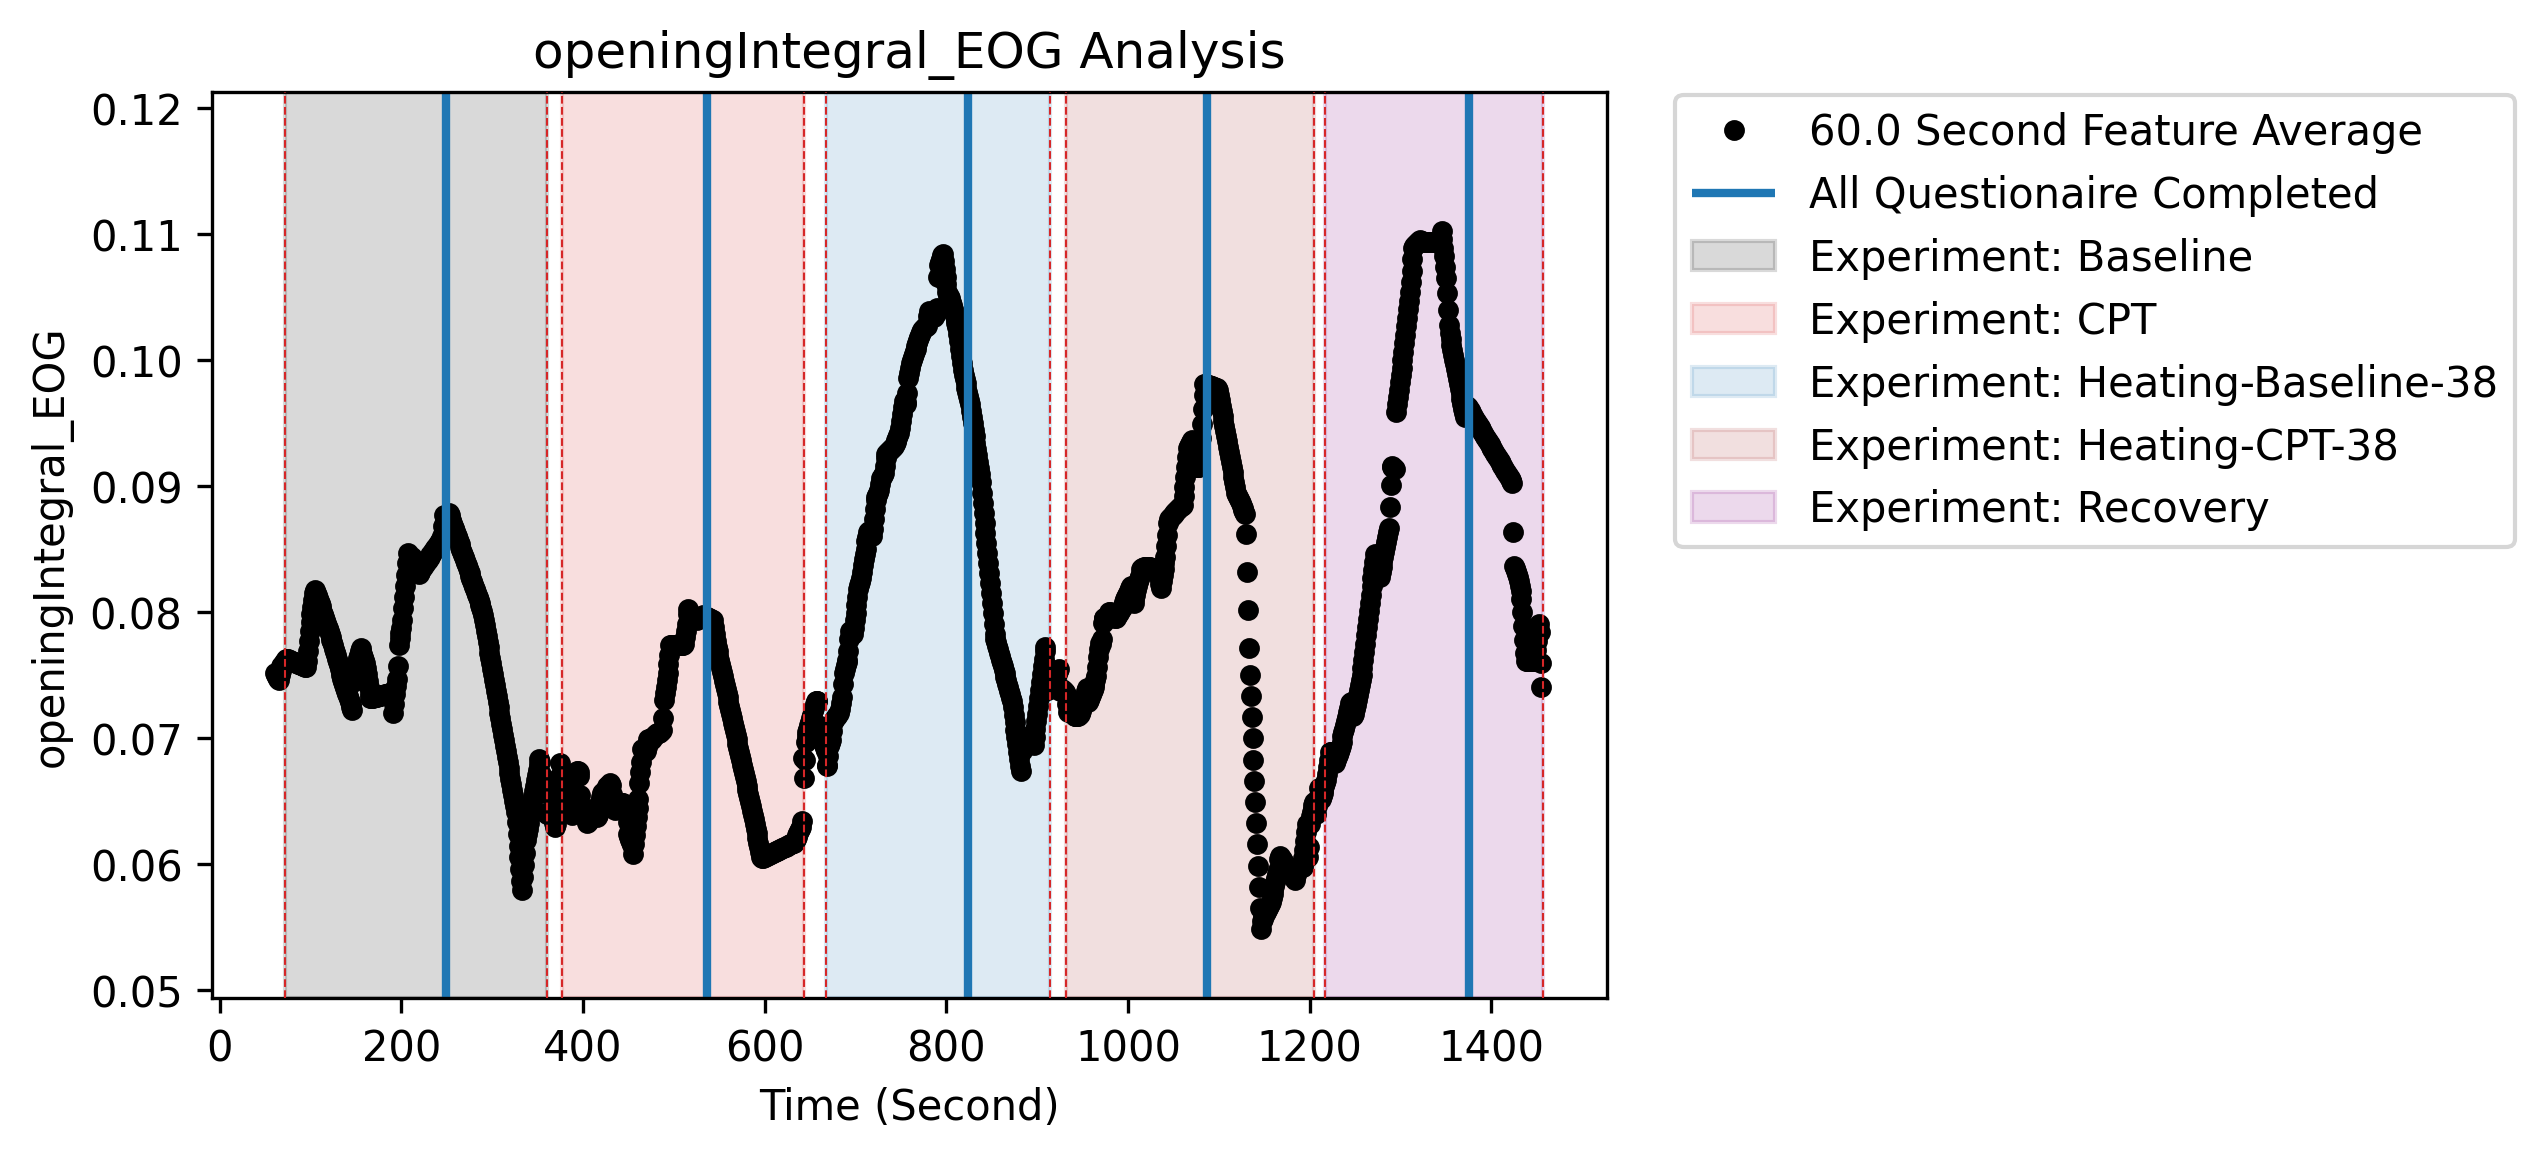 openingIntegral_EOG Analysis
0.12
0.11
0.10
0.09
0.08
0.07
0.06
0.05
openingIntegral_EOG
0 200 400 600 800 1000 1200 1400
Time (Second)
60.0 Second Feature Average
All Questionaire Completed
Experiment: Baseline
Experiment: CPT
Experiment: Heating-Baseline-38
Experiment: Heating-CPT-38
Experiment: Recovery